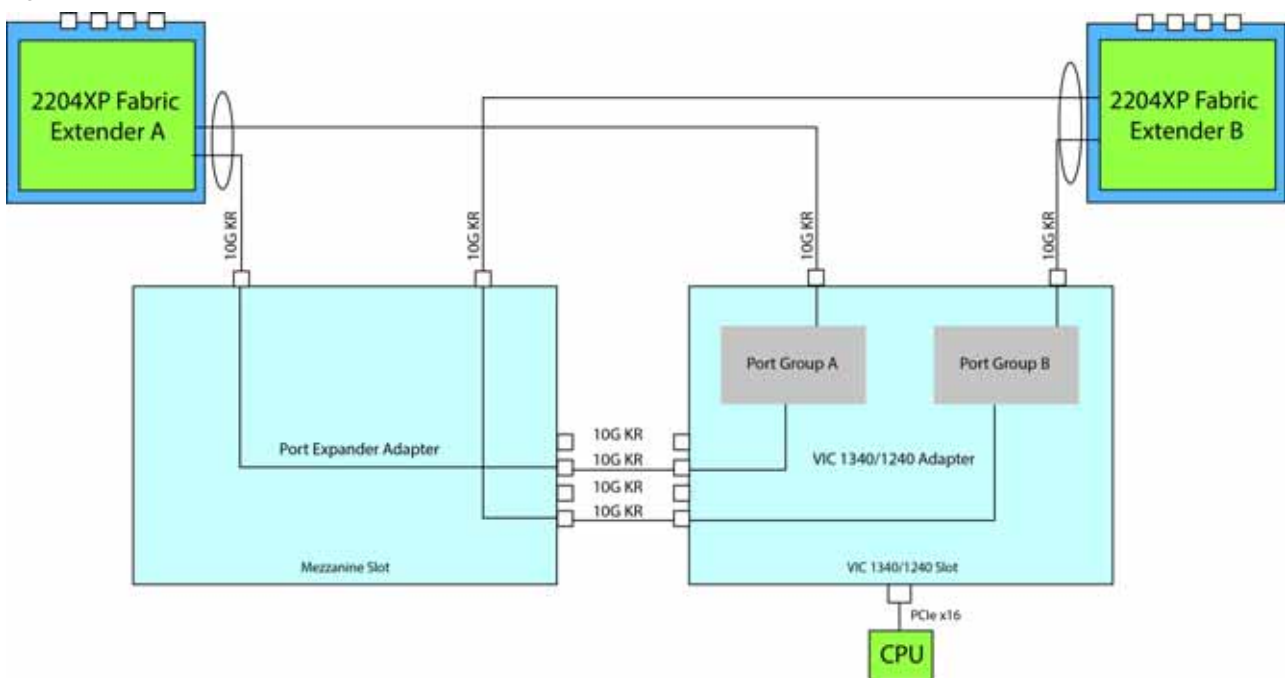 2204XP Fabric
Extender A
2204XP Fabric
Extender B
10G KR
10G KR
10G KR
10G KR
Port Group A
Port Group B
Port Expander Adapter
10G KR
10G KR
10G KR
10G KR
VIC 1340/1240 Adapter
Mezzanine Slot
VIC 1340/1240 Slot
PCIe x16
CPU